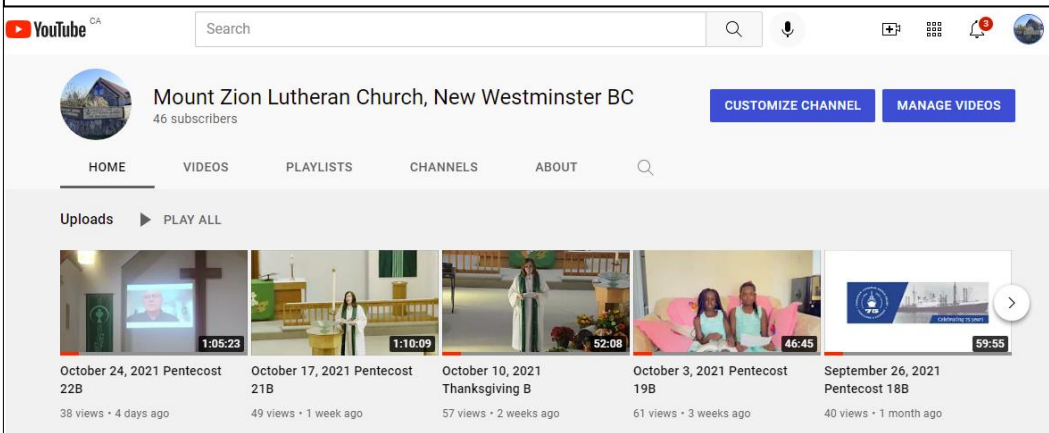 YouTube CA
Search
3
Mount Zion Lutheran Church, New Westminster BC
46 subscribers
CUSTOMIZE CHANNEL
MANAGE VIDEOS
HOME VIDEOS PLAYLISTS CHANNELS ABOUT
Uploads PLAY ALL
1:05:23
October 24, 2021 Pentecost
22B
38 views • 4 days ago
1:10:09
October 17, 2021 Pentecost
21B
49 views • 1 week ago
52:08
October 10, 2021
Thanksgiving B
57 views • 2 weeks ago
46:45
October 3, 2021 Pentecost
19B
61 views • 3 weeks ago
75
Celebrating 75 years
59:55
September 26, 2021
Pentecost 18B
40 views • 1 month ago